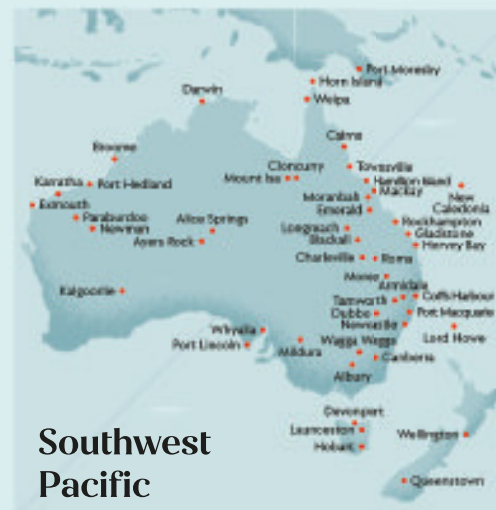 Port Moresby
Horn Island
Weipa
Darwin
Cairns
Broome
Cloncurry
Townsville
Mount Isa
Hamilton Island
Karratha
Port Hedland
Mackay
Moranbah
New
Caledonia
Exmouth
Emerald
Paraburdoo
Alice Springs
Rockhampton
Newman
Longreach
Gladstone
Ayers Rock
Blackall
Hervey Bay
Charleville
Roma
Moree
Armidale
Kalgoorlie
Tamworth
Coffs Harbour
Dubbo
Port Macquarie
Newcastle
Whyalla
Wagga Wagga
Lord Howe
Port Lincoln
Mildura
Canberra
Albury
Devonport
Launceston
Wellington
Hobart
Southwest
Pacific
Queenstown